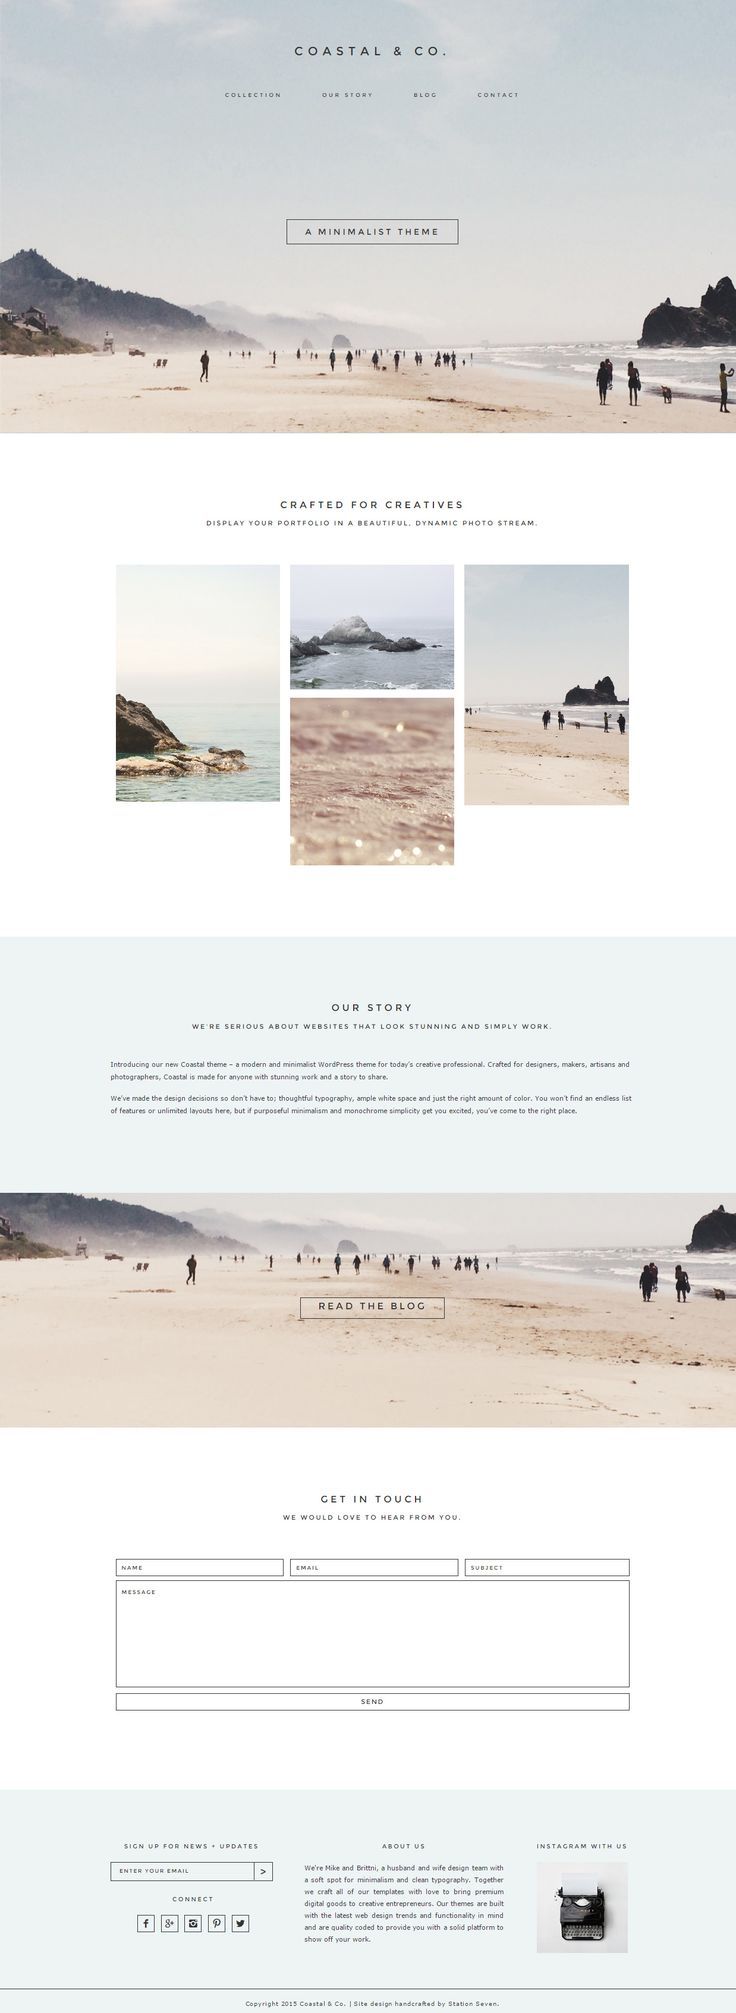 COASTAL & CO.
COLLECTION OUR STORY BLOG CONTACT
A MINIMALIST THEME
CRAFTED FOR CREATIVES
DISPLAY YOUR PORTFOLIO IN A BEAUTIFUL, DYNAMIC PHOTO STREAM.
OUR STORY
WE'RE SERIOUS ABOUT WEBSITES THAT LOOK STUNNING AND SIMPLY WORK.
Introducing our new Coastal theme – a modern and minimalist WordPress theme for today's creative professional. Crafted for designers, makers, artisans and
photographers, Coastal is made for anyone with stunning work and a story to share.
We've made the design decisions so don't have to; thoughtful typography, ample white space and just the right amount of color. You won't find an endless list
of features or unlimited layouts here, but if purposeful minimalism and monochrome simplicity get you excited, you've come to the right place.
READ THE BLOG
GET IN TOUCH
WE WOULD LOVE TO HEAR FROM YOU.
NAME EMAIL SUBJECT
MESSAGE
SEND
SIGN UP FOR NEWS + UPDATES
ENTER YOUR EMAIL >
CONNECT
ABOUT US
We're Mike and Brittni, a husband and wife design team with
a soft spot for minimalism and clean typography. Together
we craft all of our templates with love to bring premium
digital goods to creative entrepreneurs. Our themes are built
with the latest web design trends and functionality in mind
and are quality coded to provide you with a solid platform to
show off your work.
INSTAGRAM WITH US
Copyright 2015 Coastal & Co. | Site design handcrafted by Station Seven.